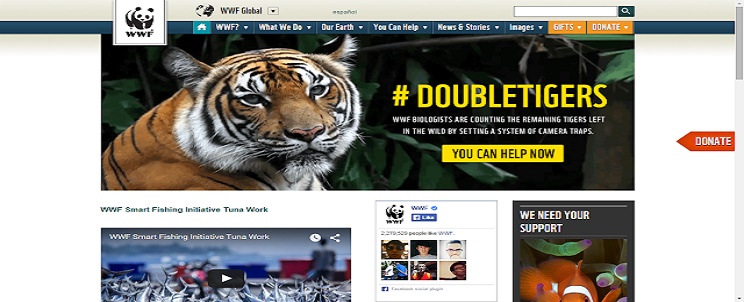 WWF Global
español
WWF
WWF?
What We Do
Our Earth
You Can Help
News & Stories
Images
GIFTS
DONATE
# DOUBLETIGERS
WWF BIOLOGISTS ARE COUNTING THE REMAINING TIGERS LEFT
IN THE WILD BY SETTING A SYSTEM OF CAMERA TRAPS.
YOU CAN HELP NOW
DONATE
WWF Smart Fishing Initiative Tuna Work
WWF Smart Fishing Initiative Tuna Work
WWF
WWF
Like
2,279,529 people like WWF.
Facebook social plugin
WE NEED YOUR
SUPPORT